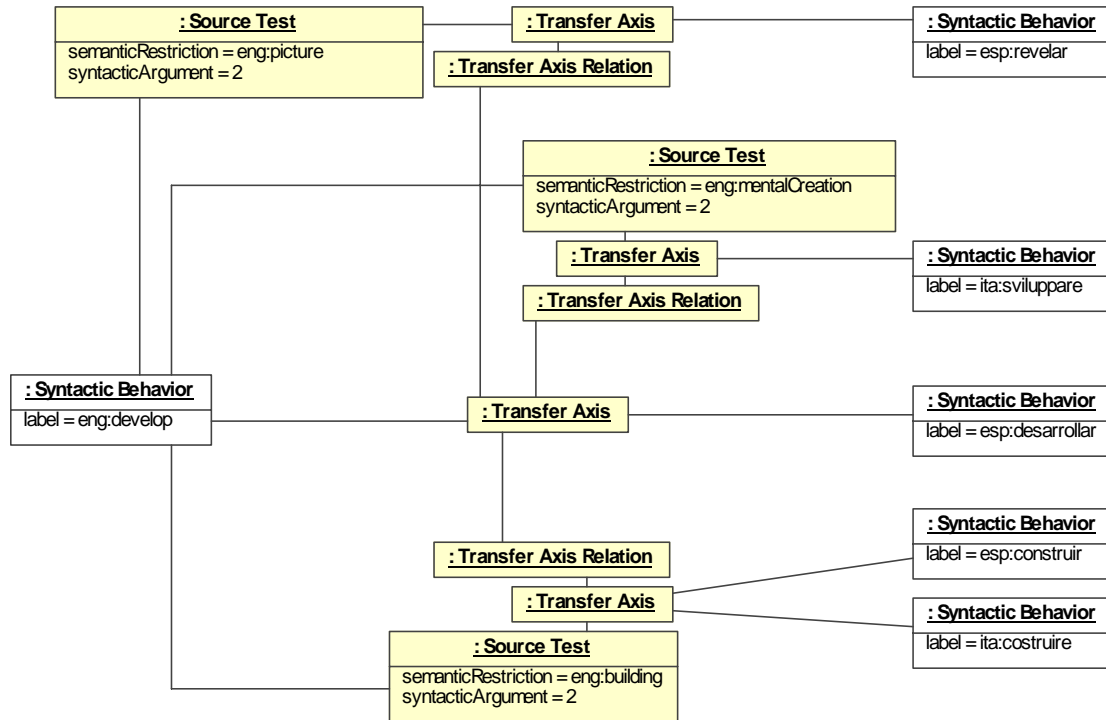 : Source Test
semanticRestriction = eng:picture
syntacticArgument = 2
: Transfer Axis
: Transfer Axis Relation
: Syntactic Behavior
label = esp:revelar
: Source Test
semanticRestriction = eng:mentalCreation
syntacticArgument = 2
: Transfer Axis
: Transfer Axis Relation
: Syntactic Behavior
label = ita:sviluppare
: Syntactic Behavior
label = eng:develop
: Transfer Axis
: Syntactic Behavior
label = esp:desarrollar
: Transfer Axis Relation
: Transfer Axis
: Syntactic Behavior
label = esp:construir
: Syntactic Behavior
label = ita:costruire
: Source Test
semanticRestriction = eng:building
syntacticArgument = 2